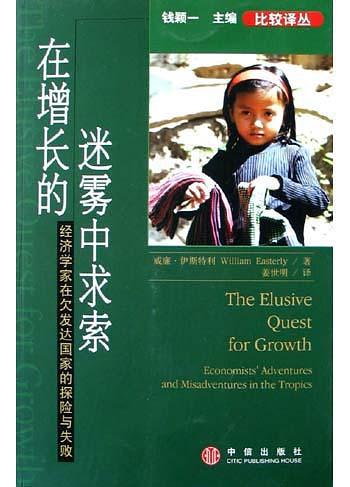 钱颖一 主编 比较译丛
在增长的
迷雾中求索
经济学家在欠发达国家的探险与失败
威廉·伊斯特利 William Easterly / 著
姜世明 / 译
The Elusive
Quest
for Growth
Economists' Adventures
and Misadventures in the Tropics
中信出版社
CITIC PUBLISHING HOUSE